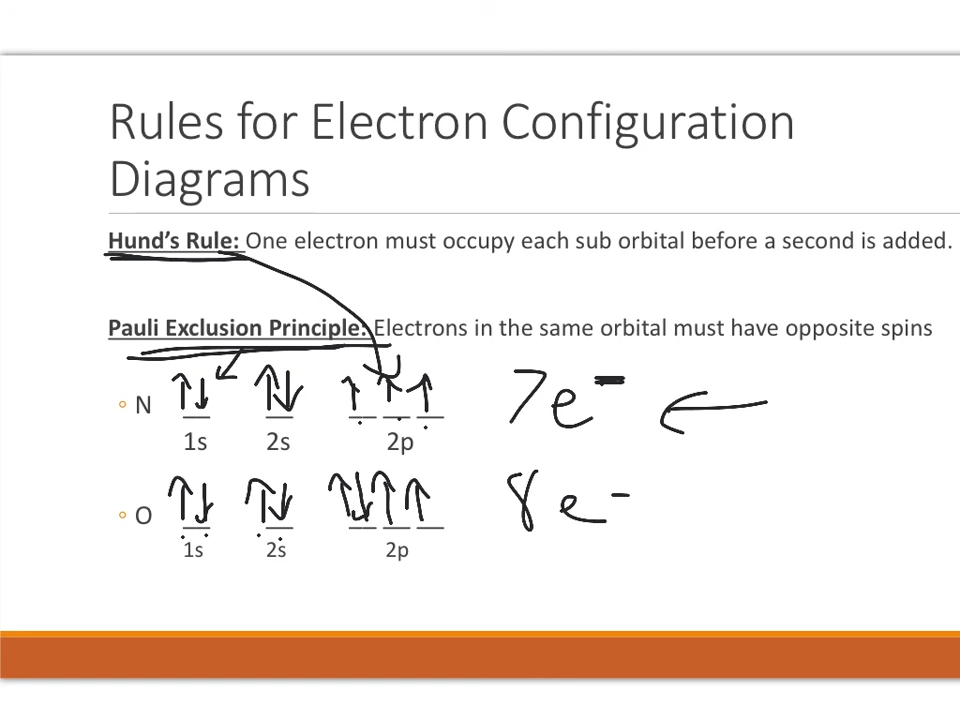 Rules for Electron Configuration
Diagrams
Hund's Rule: One electron must occupy each sub orbital before a second is added.
Pauli Exclusion Principle: Electrons in the same orbital must have opposite spins
◦ N ↑↓ ↑↓ ↑ ↑ ↑ 7e⁻ ←
1s 2s 2p
◦ O ↑↓ ↑↓ ↑↓ ↑ ↑ 8e⁻
1s 2s 2p